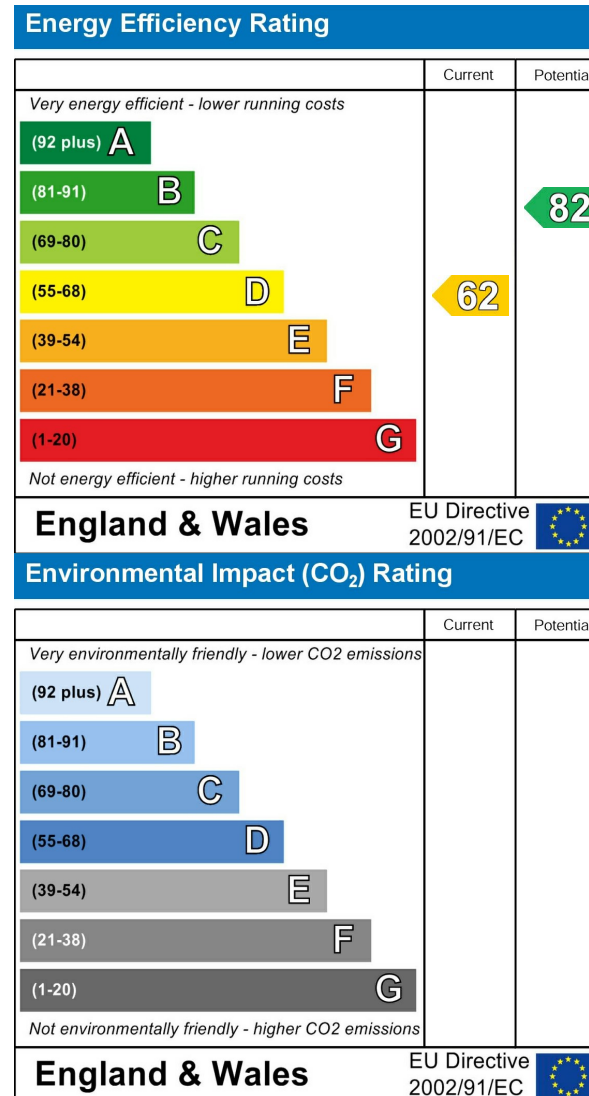 Energy Efficiency Rating
Current Potentia
Very energy efficient - lower running costs
(92 plus) A
(81-91) B
82
(69-80) C
(55-68) D
62
(39-54) E
(21-38) F
(1-20) G
Not energy efficient - higher running costs
England & Wales
EU Directive
2002/91/EC
Environmental Impact (CO₂) Rating
Current Potentia
Very environmentally friendly - lower CO2 emissions
(92 plus) A
(81-91) B
(69-80) C
(55-68) D
(39-54) E
(21-38) F
(1-20) G
Not environmentally friendly - higher CO2 emissions
England & Wales
EU Directive
2002/91/EC